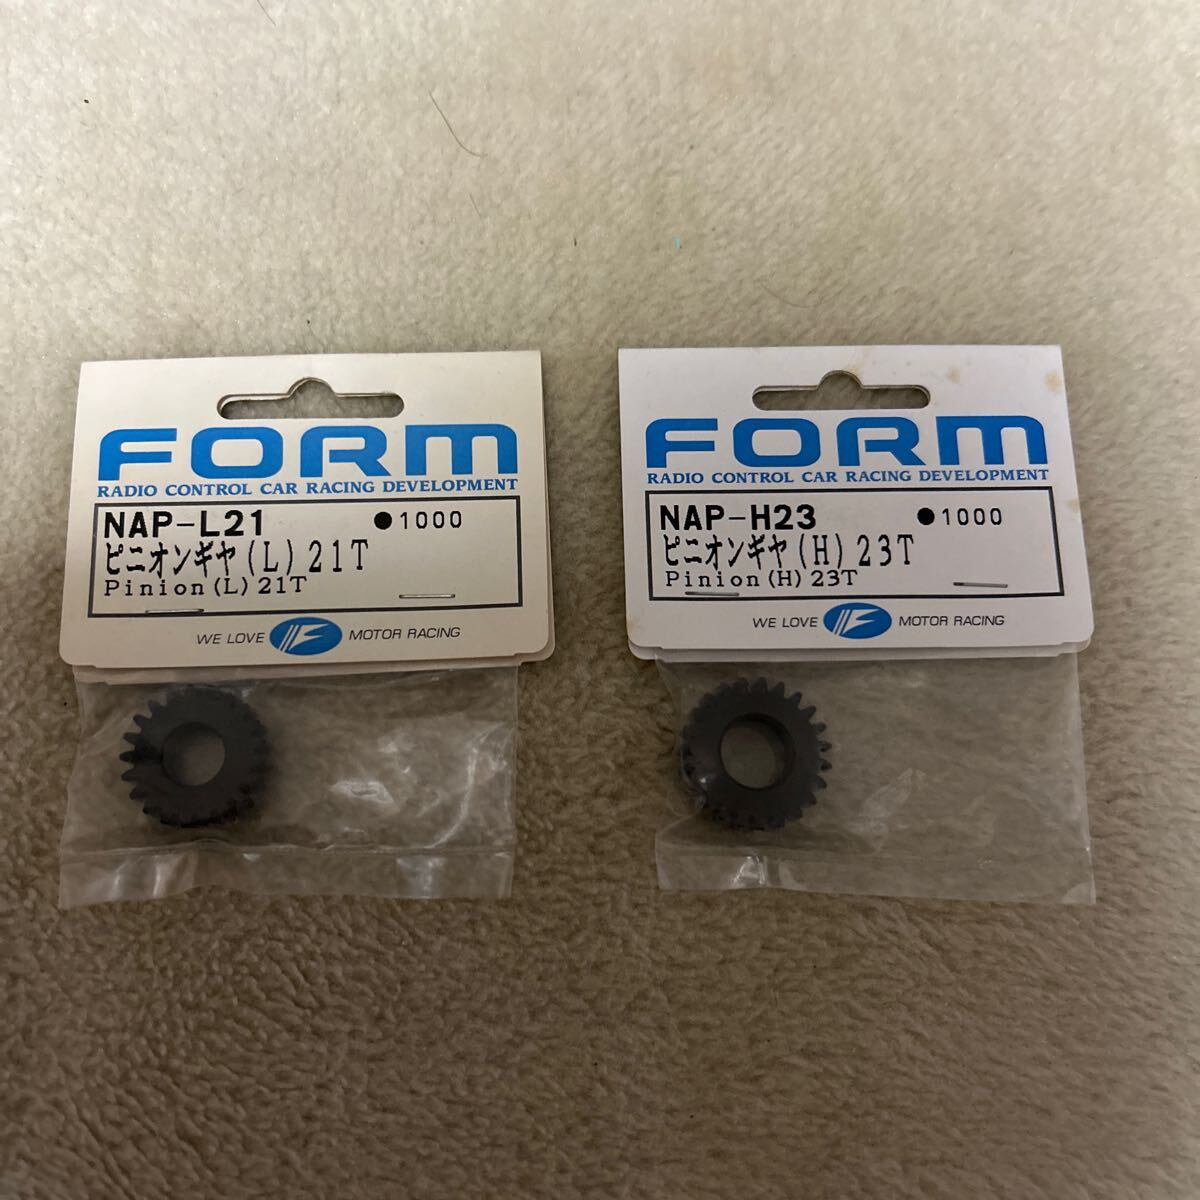 FORM
RADIO CONTROL CAR RACING DEVELOPMENT
NAP-L21 ●1000
ピニオンギヤ(L)21T
Pinion(L)21T
WE LOVE F MOTOR RACING
FORM
RADIO CONTROL CAR RACING DEVELOPMENT
NAP-H23 ●1000
ピニオンギヤ(H)23T
Pinion(H)23T
WE LOVE F MOTOR RACING